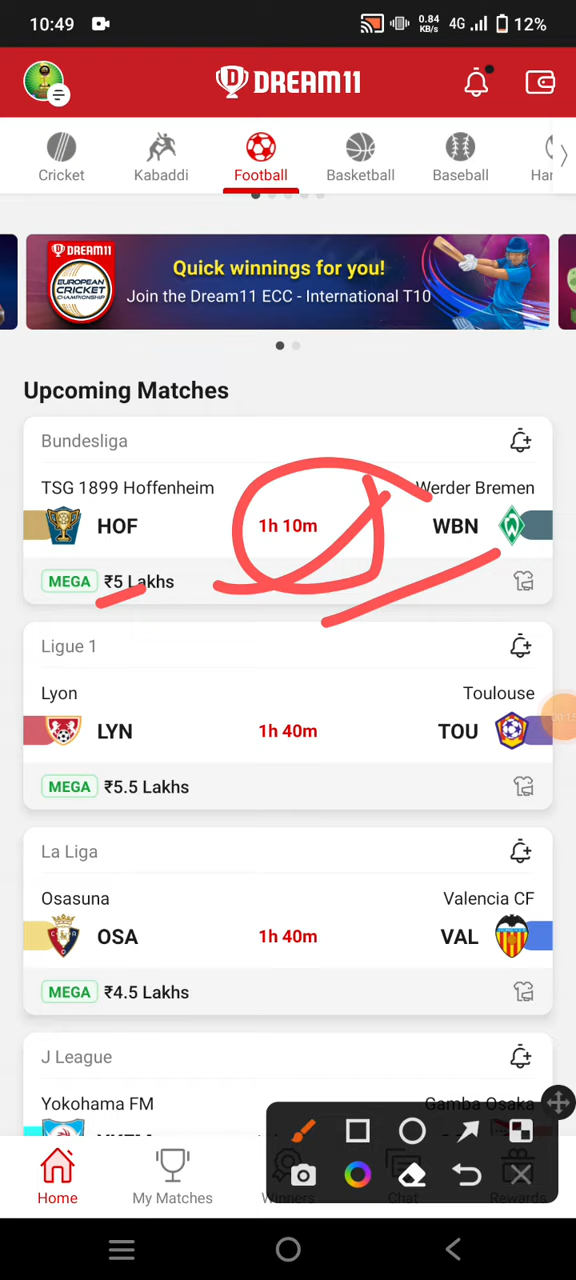 10:49
0.84 KB/s 4G 12%
DREAM11
Cricket Kabaddi Football Basketball Baseball
DREAM11
EUROPEAN CRICKET CHAMPIONSHIP
Quick winnings for you!
Join the Dream11 ECC - International T10
Upcoming Matches
Bundesliga
TSG 1899 Hoffenheim Werder Bremen
HOF 1h 10m WBN
MEGA ₹5 Lakhs
Ligue 1
Lyon Toulouse
LYN 1h 40m TOU
MEGA ₹5.5 Lakhs
La Liga
Osasuna Valencia CF
OSA 1h 40m VAL
MEGA ₹4.5 Lakhs
J League
Yokohama FM Gamba Osaka
Home My Matches Winners Chat Rewards